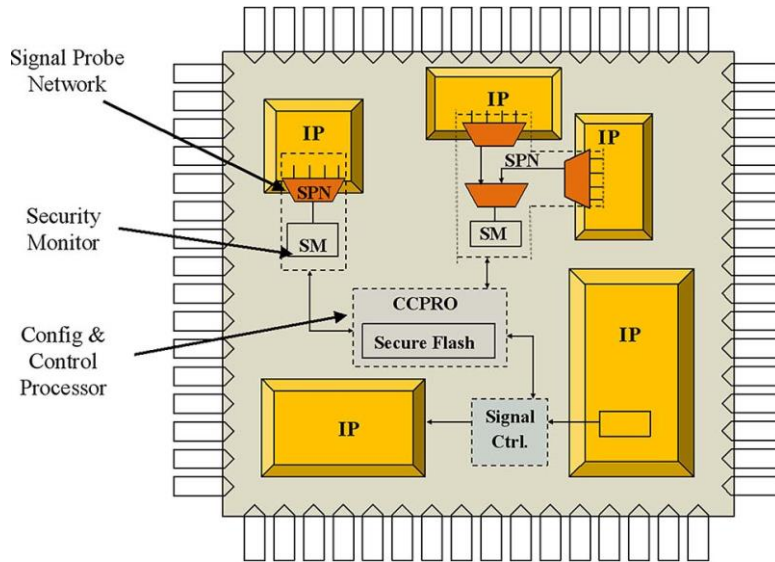 Signal Probe
Network
IP
IP
IP
SPN
SPN
Security
Monitor
SM
SM
CCPRO
Secure Flash
Config &
Control
Processor
IP
IP
Signal
Ctrl.